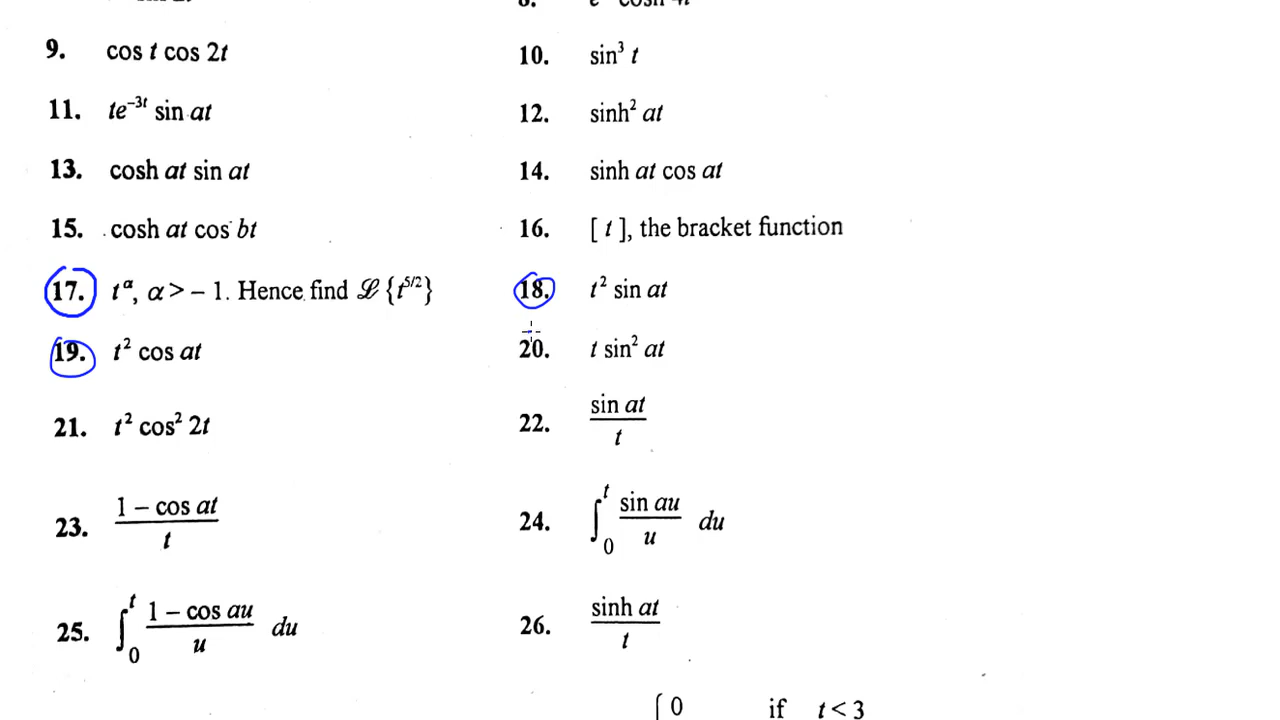 9. cos t cos 2t
10. sin³ t
11. te⁻³ᵗ sin at
12. sinh² at
13. cosh at sin at
14. sinh at cos at
15. cosh at cos bt
16. [ t ], the bracket function
17. tᵅ, α > – 1. Hence find ℒ {t^{5/2}}
18. t² sin at
19. t² cos at
20. t sin² at
21. t² cos² 2t
22. sin at / t
23. 1 – cos at / t
24. ∫₀ᵗ sin au / u du
25. ∫₀ᵗ 1 – cos au / u du
26. sinh at / t
0 if t < 3